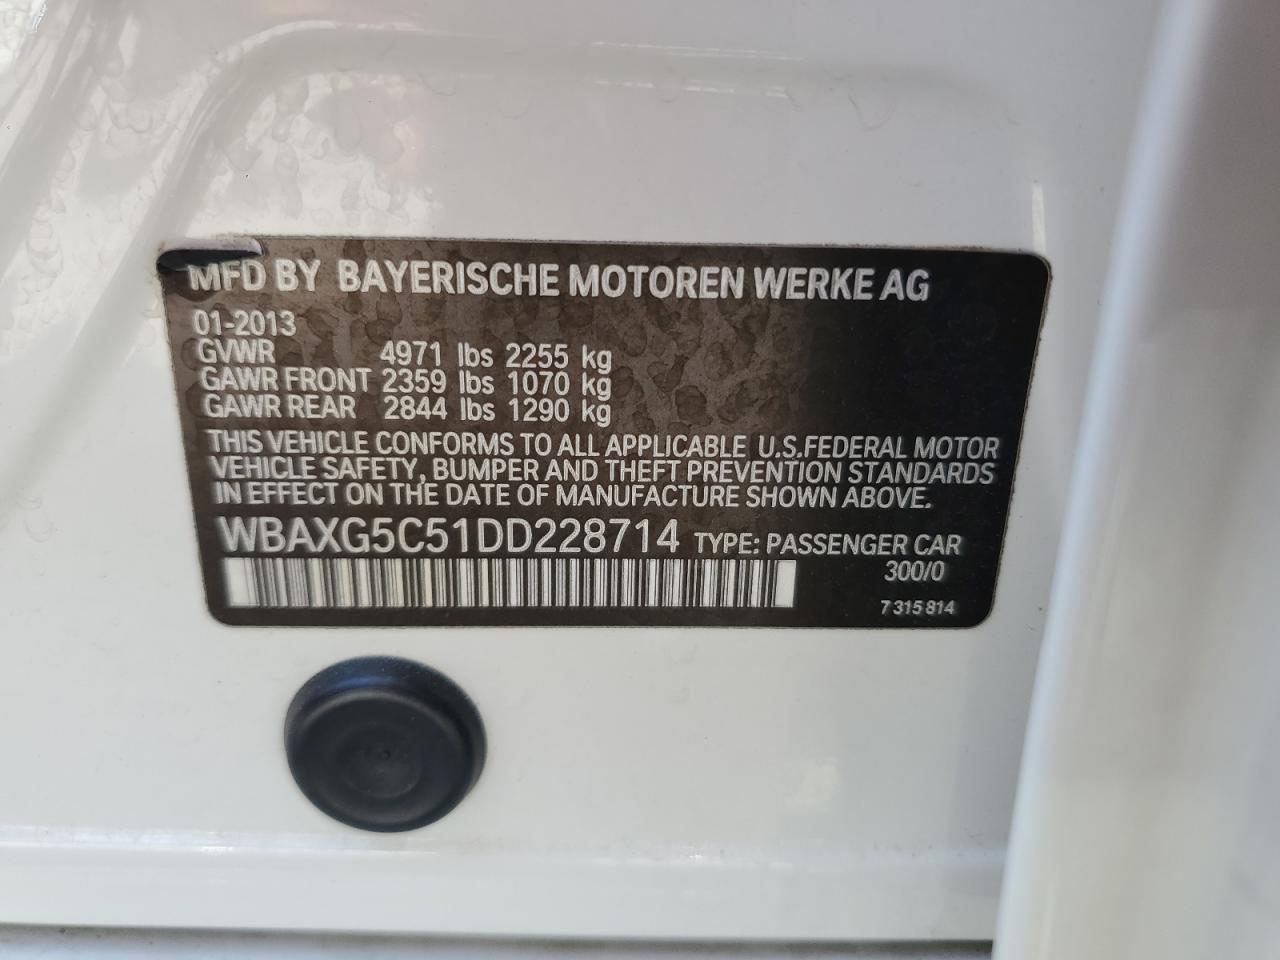 MFD BY BAYERISCHE MOTOREN WERKE AG
01-2013
GVWR 4971 lbs 2255 kg
GAWR FRONT 2359 lbs 1070 kg
GAWR REAR 2844 lbs 1290 kg
THIS VEHICLE CONFORMS TO ALL APPLICABLE U.S.FEDERAL MOTOR
VEHICLE SAFETY, BUMPER AND THEFT PREVENTION STANDARDS
IN EFFECT ON THE DATE OF MANUFACTURE SHOWN ABOVE.
WBAXG5C51DD228714 TYPE: PASSENGER CAR
300/0
7 315 814